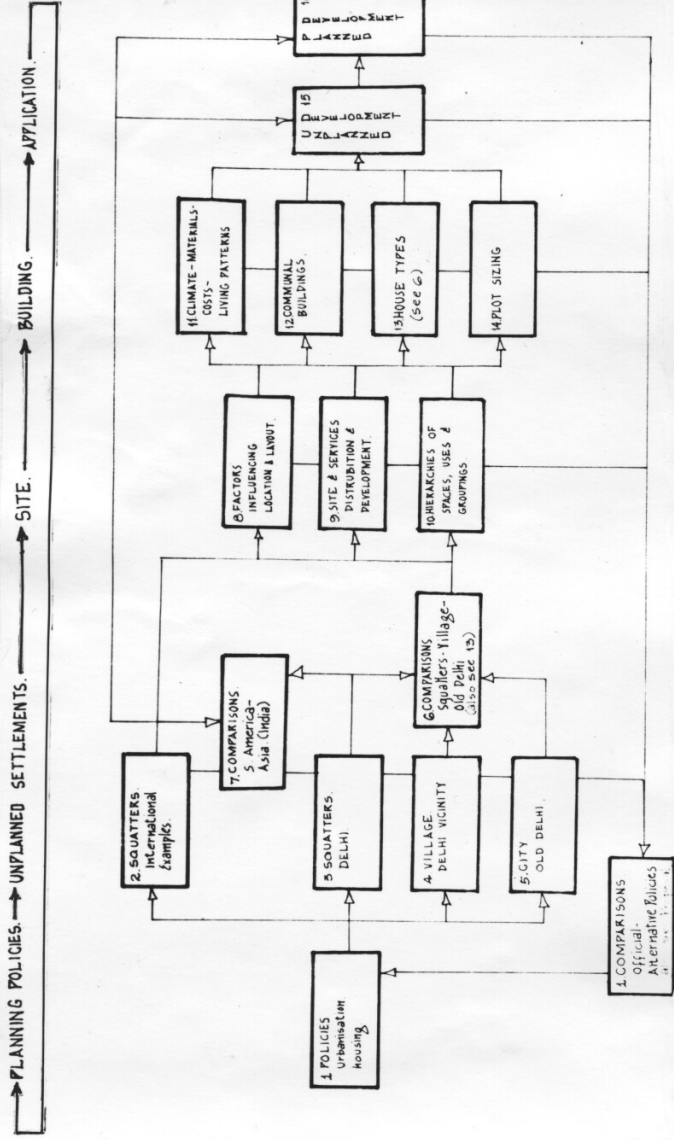 PLANNING POLICIES. UNPLANNED SETTLEMENTS. SITE. BUILDING. APPLICATION.
1 POLICIES
Urbanisation
housing
2. SQUATTERS.
International
Examples.
7. COMPARISONS.
S America-
Asia (India)
3 SQUATTERS
DELHI.
4 VILLAGE
DELHI VICINITY
5. CITY
OLD DELHI.
1. COMPARISONS
Official-
Alternative Policies
6. COMPARISONS
Squatters-Village-
Old Delhi
(also see 13)
8. FACTORS
INFLUENCING
LOCATION & LAYOUT.
9. SITE & SERVICES
DISTRUBITION &
DEVELOPMENT.
10. HIERARCHIES OF
SPACES, USES &
GROUPINGS.
11. CLIMATE-MATERIALS-
COSTS-
LIVING PATTERNS
12 COMMUNAL
BUILDINGS.
13 HOUSE TYPES
(See 6)
14. PLOT SIZING
UNPLANNED
DEVELOPMENT
15
PLANNED
DEVELOPMENT